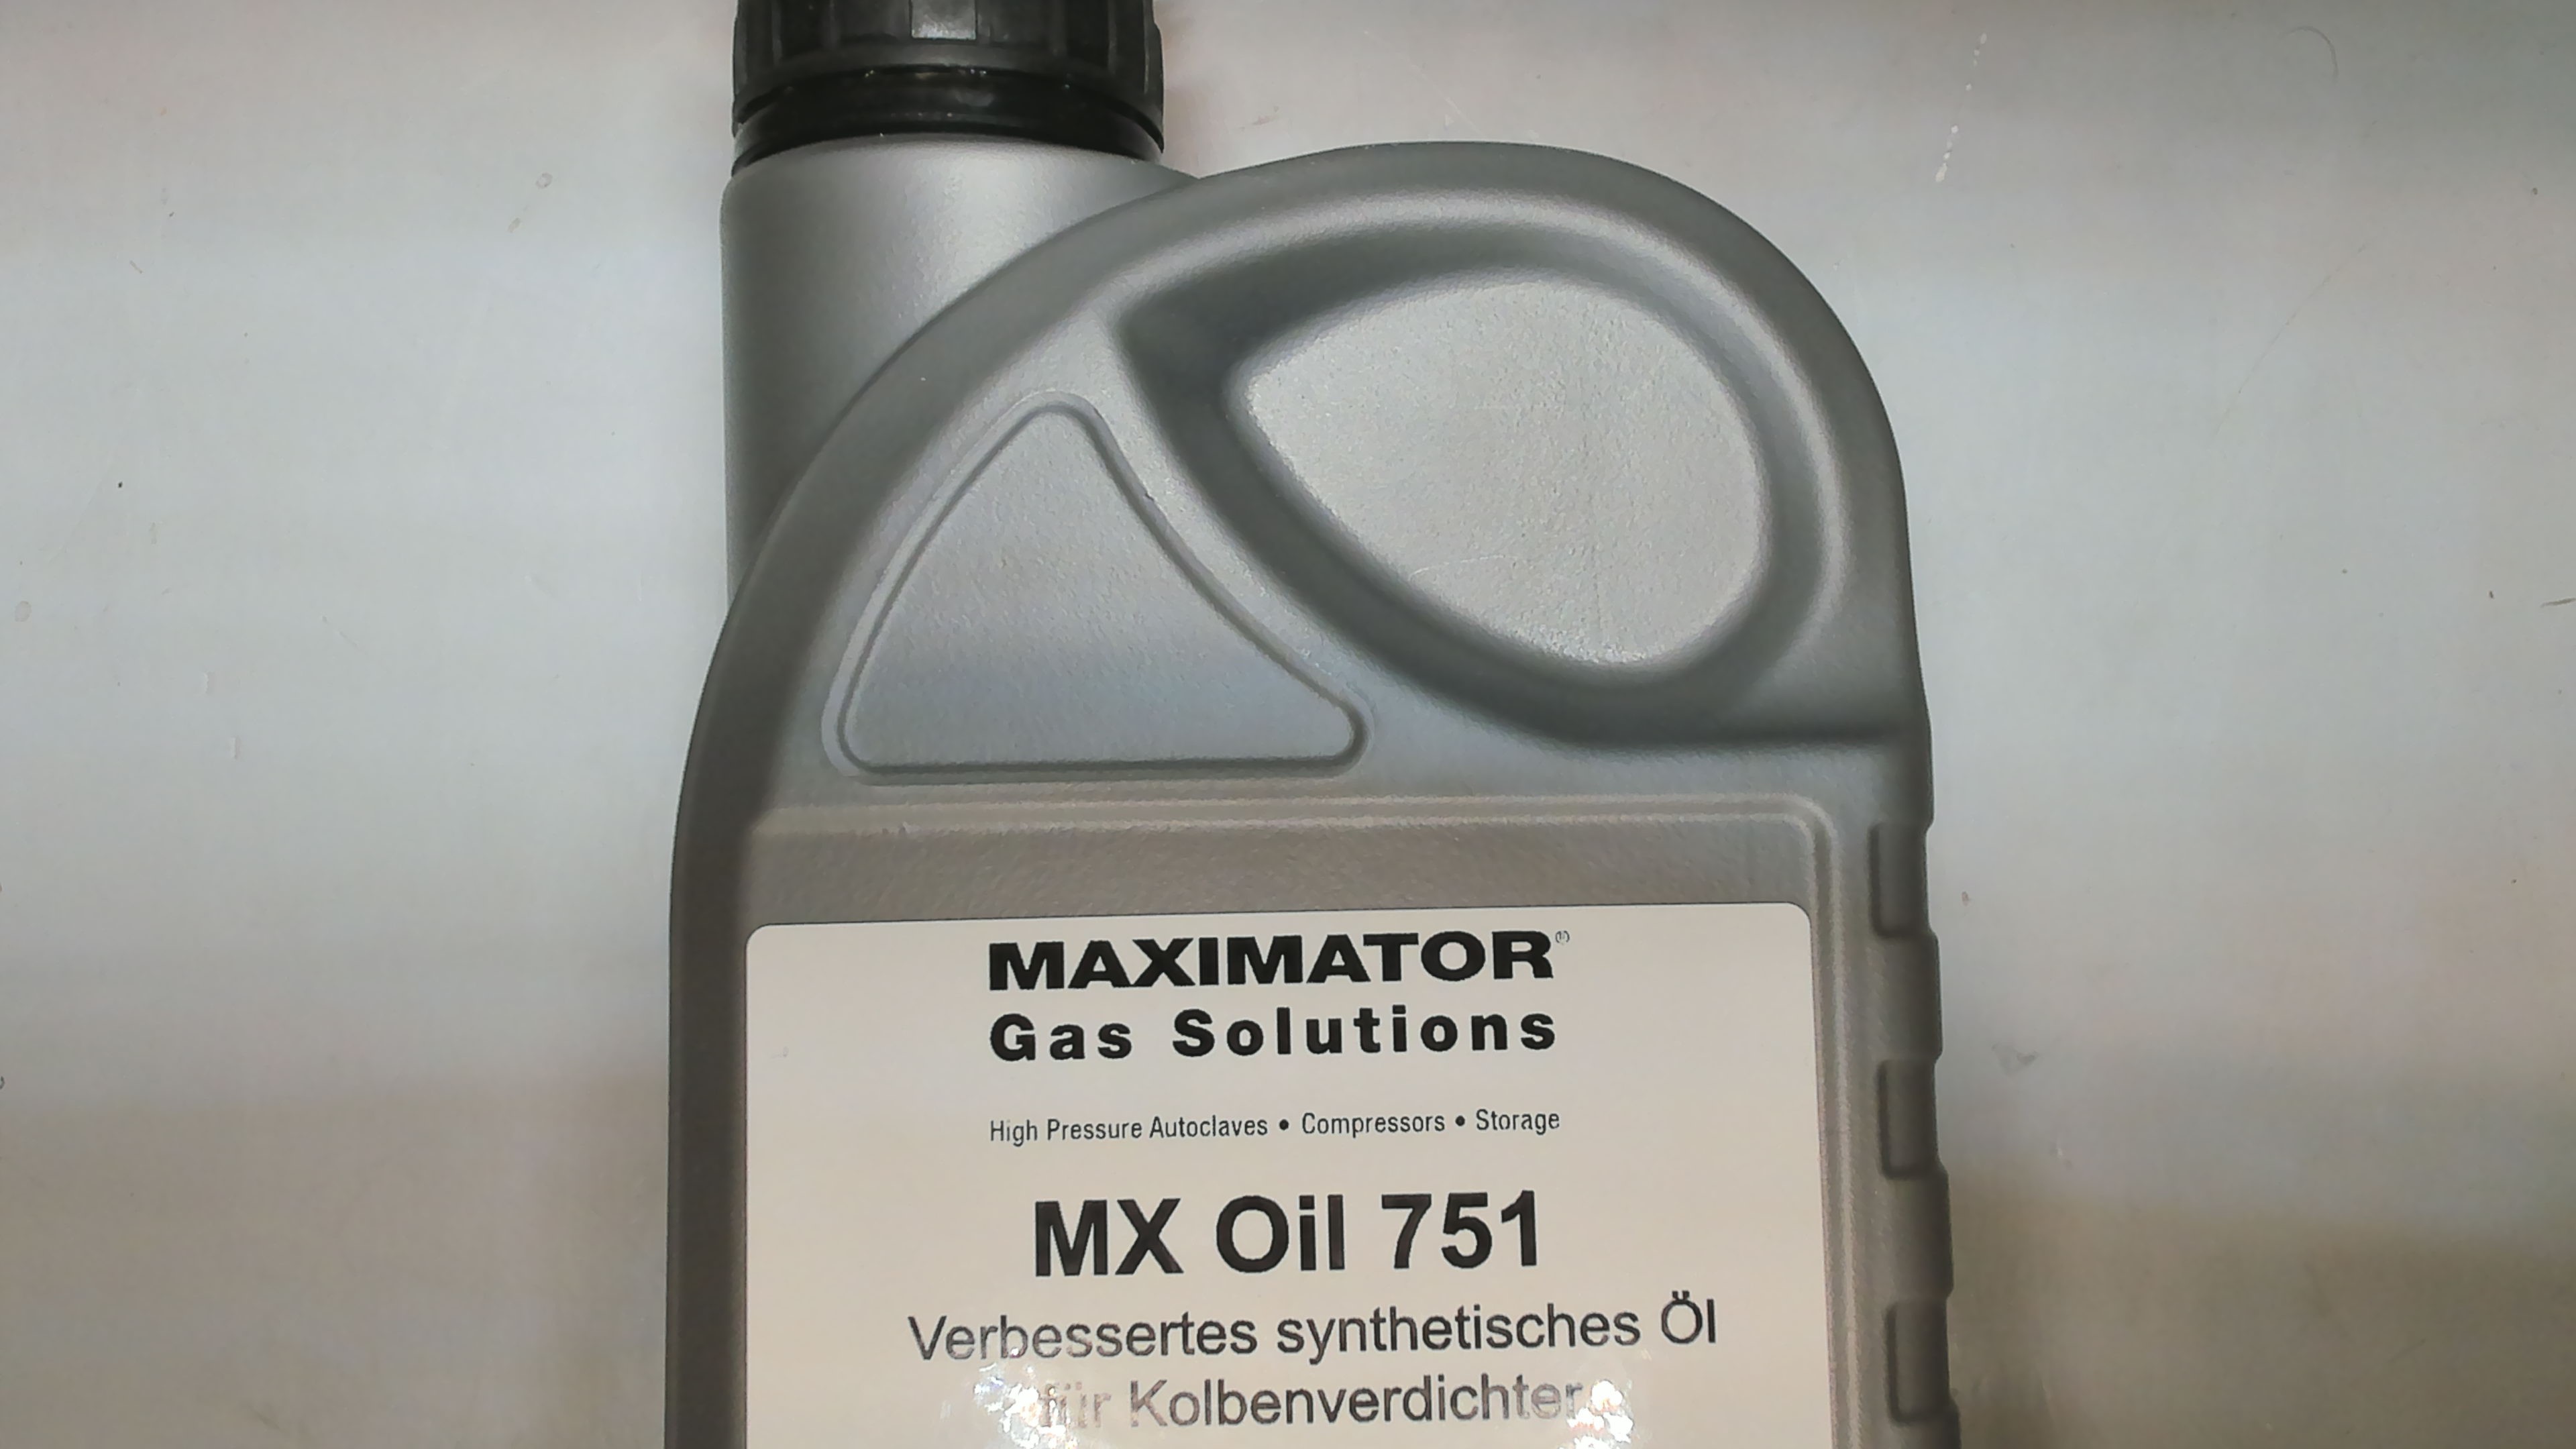 MAXIMATOR®
Gas Solutions
High Pressure Autoclaves • Compressors • Storage
MX Oil 751
Verbessertes synthetisches Öl
für Kolbenverdichter